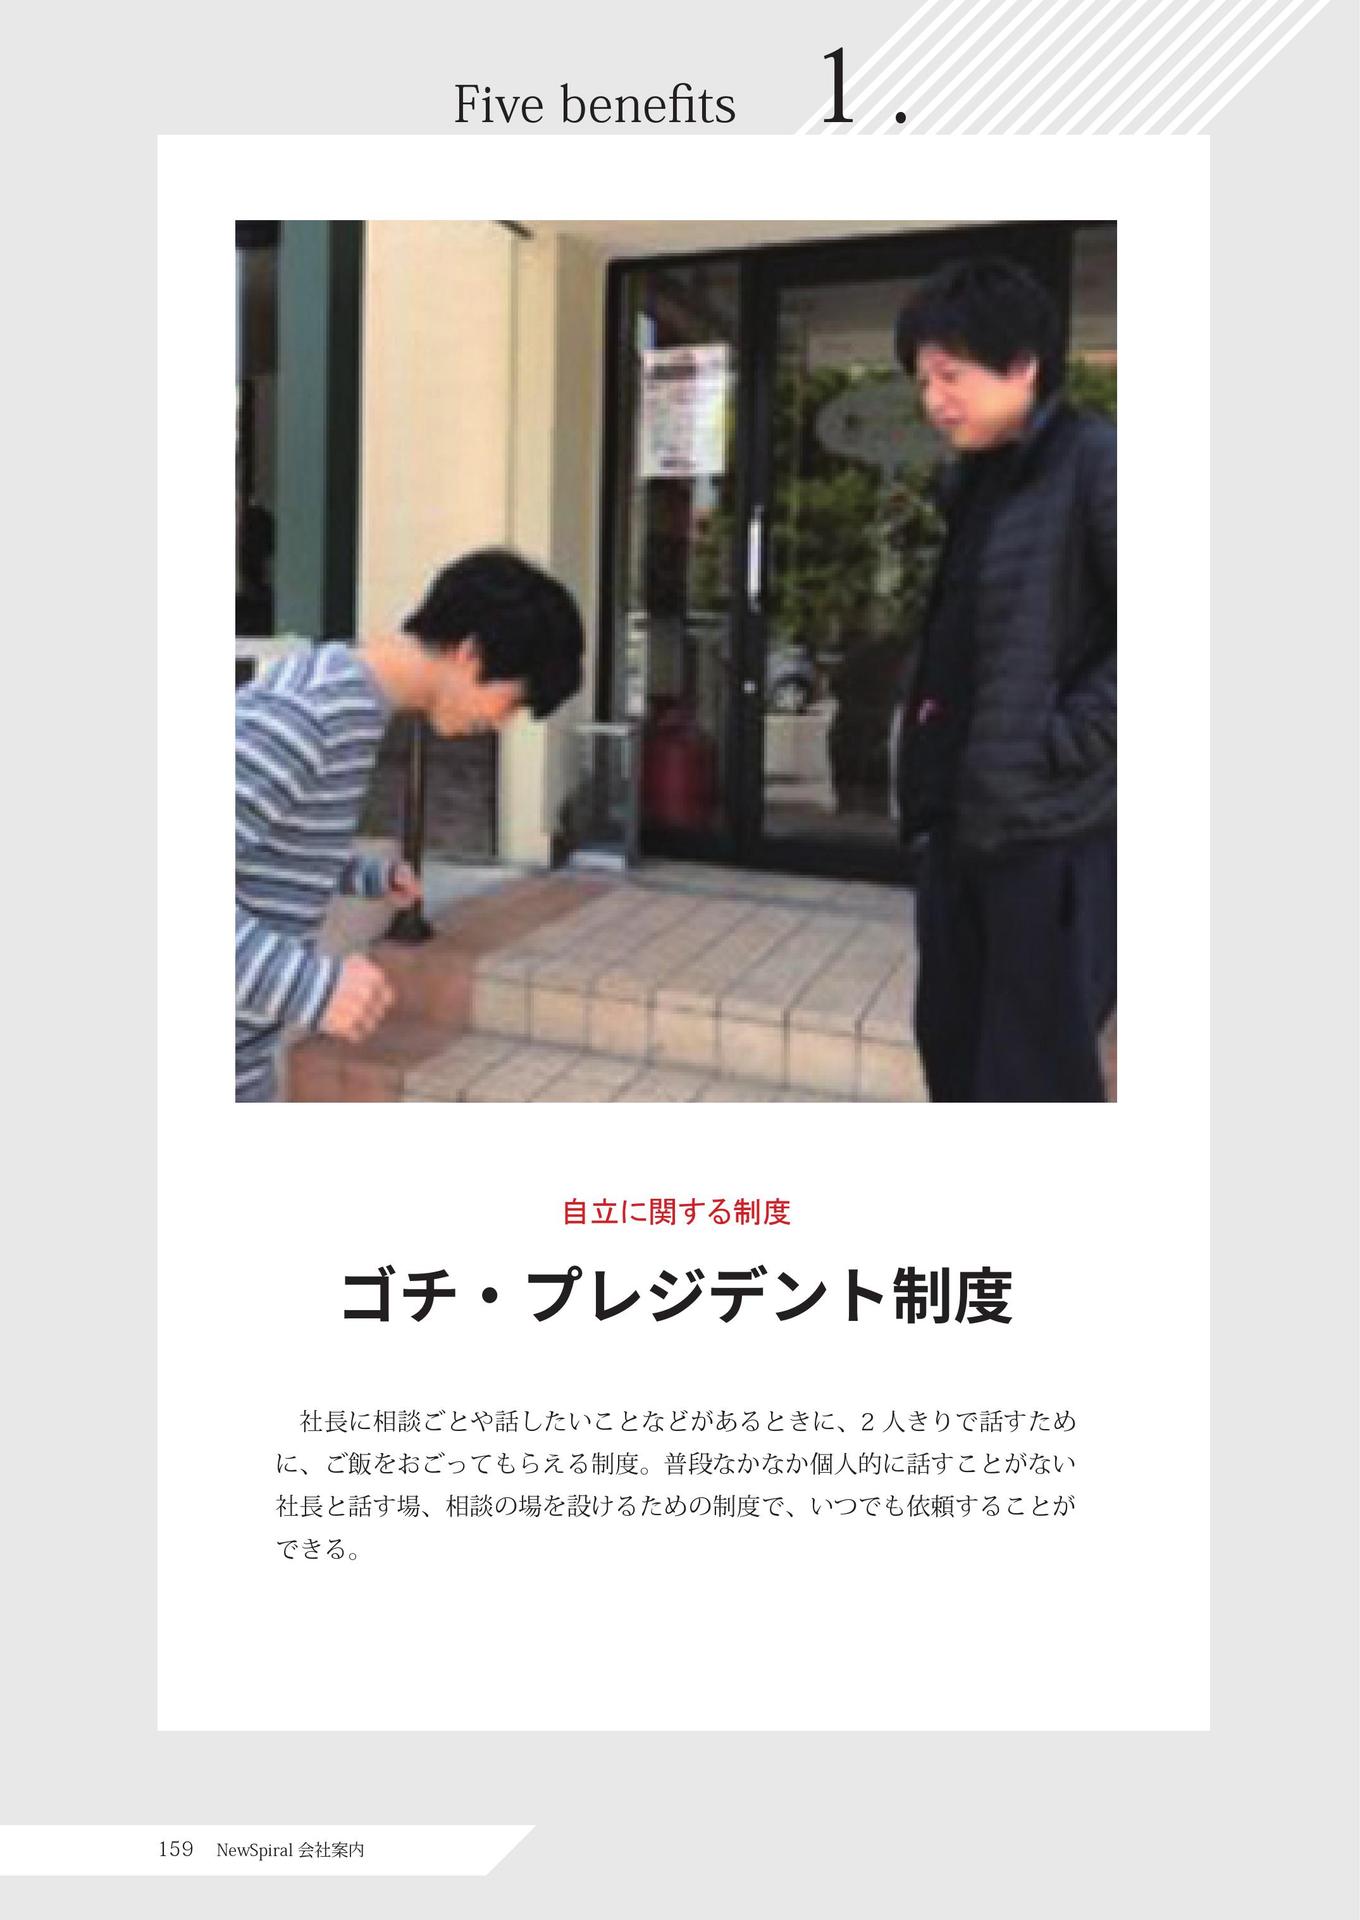 Five benefits 1.
自立に関する制度
ゴチ・プレジデント制度
社長に相談ごとや話したいことなどがあるときに、2 人きりで話すため
に、ご飯をおごってもらえる制度。普段なかなか個人的に話すことがない
社長と話す場、相談の場を設けるための制度で、いつでも依頼することが
できる。
159 NewSpiral 会社案内